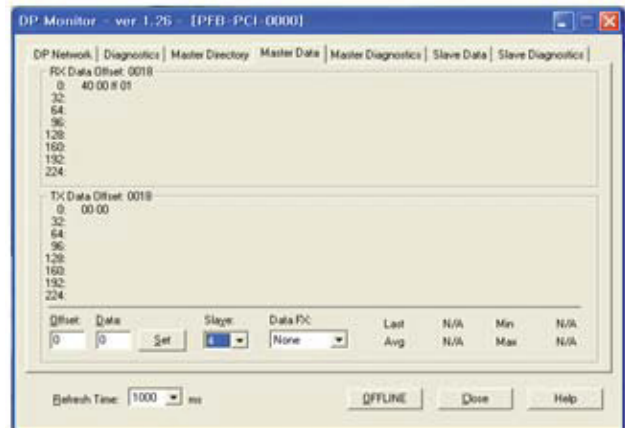 DP Monitor - ver 1.26 - [PFB-PCI-0000]
DP Network | Diagnostics | Master Directory | Master Data | Master Diagnostics | Slave Data | Slave Diagnostics
RX Data Offset: 0018
0: 40 00 ff 01
32:
64:
96:
128:
160:
192:
224:
TX Data Offset: 0018
0: 00 00
32:
64:
96:
128:
160:
192:
224:
Offset: Data: Slave: Data FX: Last N/A Min N/A
0 0 Set 4 None Avg N/A Max N/A
Refresh Time: 1000 ms OFFLINE Close Help